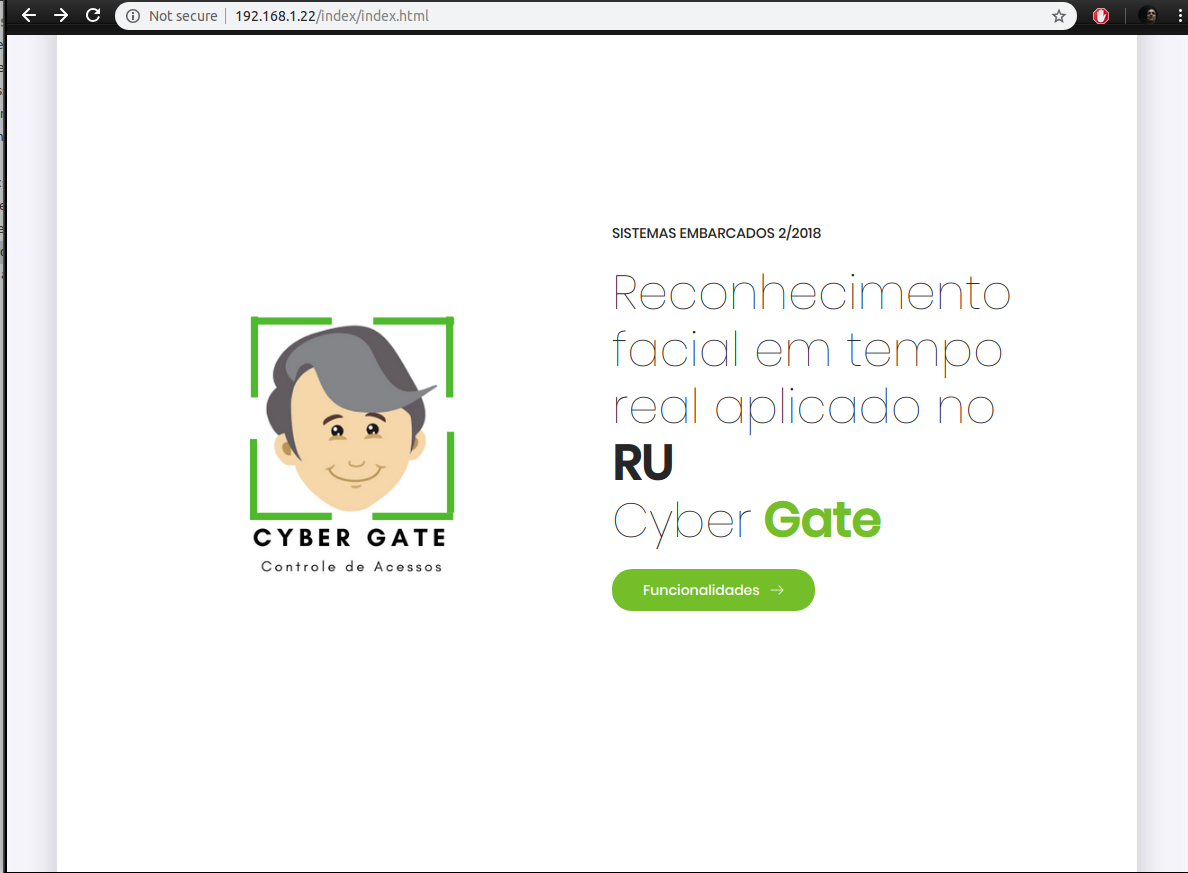 Not secure | 192.168.1.22/index/index.html
SISTEMAS EMBARCADOS 2/2018
Reconhecimento
facial em tempo
real aplicado no
RU
Cyber Gate
Funcionalidades →
CYBER GATE
Controle de Acessos